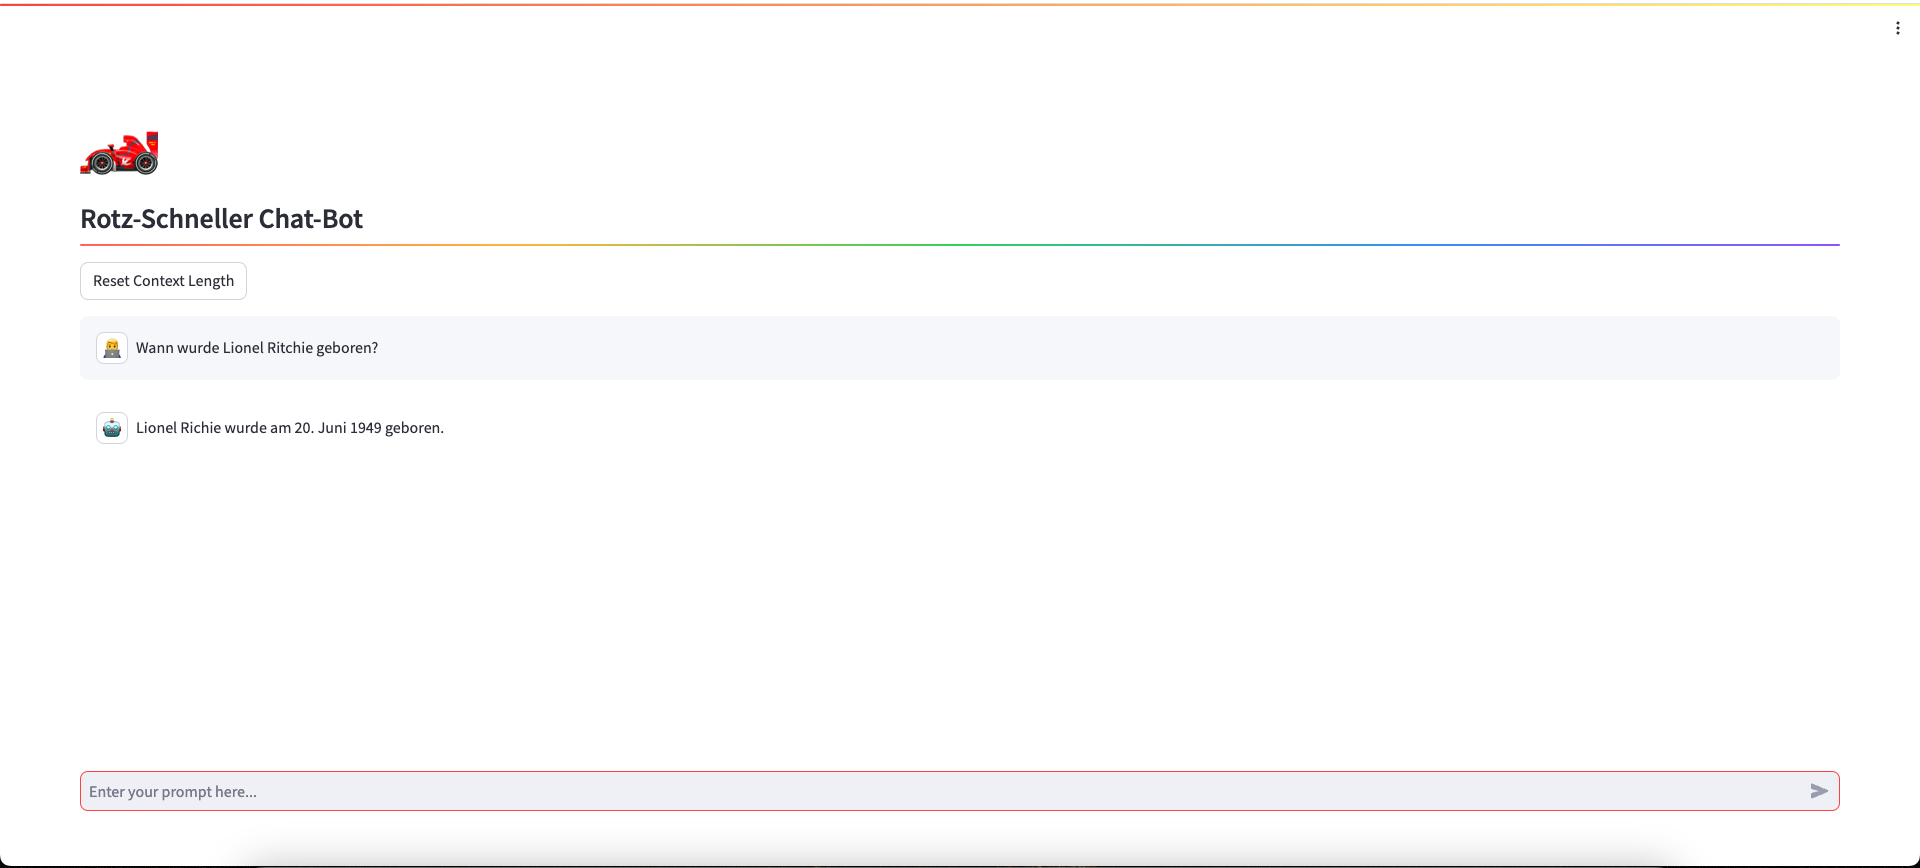 Rotz-Schneller Chat-Bot
Reset Context Length
Wann wurde Lionel Ritchie geboren?
Lionel Richie wurde am 20. Juni 1949 geboren.
Enter your prompt here...